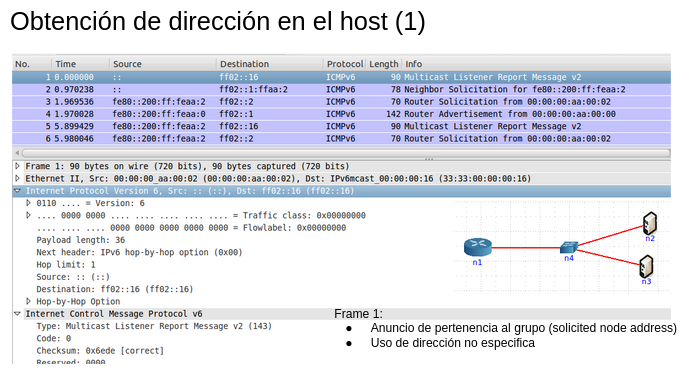 Obtención de dirección en el host (1)
No. Time Source Destination Protocol Length Info
1 0.000000 :: ff02::16 ICMPv6 90 Multicast Listener Report Message v2
2 0.970238 :: ff02::1:ffaa:2 ICMPv6 78 Neighbor Solicitation for fe80::200:ff:feaa:2
3 1.969536 fe80::200:ff:feaa:2 ff02::2 ICMPv6 70 Router Solicitation from 00:00:00:aa:00:02
4 1.970028 fe80::200:ff:feaa:0 ff02::1 ICMPv6 142 Router Advertisement from 00:00:00:aa:00:00
5 5.899429 fe80::200:ff:feaa:2 ff02::16 ICMPv6 90 Multicast Listener Report Message v2
6 5.980046 fe80::200:ff:feaa:2 ff02::2 ICMPv6 70 Router Solicitation from 00:00:00:aa:00:02
Frame 1: 90 bytes on wire (720 bits), 90 bytes captured (720 bits)
Ethernet II, Src: 00:00:00_aa:00:02 (00:00:00:aa:00:02), Dst: IPv6mcast_00:00:00:16 (33:33:00:00:00:16)
Internet Protocol Version 6, Src: :: (::), Dst: ff02::16 (ff02::16)
0110 .... = Version: 6
.... 0000 0000 .... .... .... .... .... = Traffic class: 0x00000000
.... .... .... 0000 0000 0000 0000 0000 = Flowlabel: 0x00000000
Payload length: 36
Next header: IPv6 hop-by-hop option (0x00)
Hop limit: 1
Source: :: (::)
Destination: ff02::16 (ff02::16)
Hop-by-Hop Option
n1
n4
n2
n3
Internet Control Message Protocol v6
Type: Multicast Listener Report Message v2 (143)
Code: 0
Checksum: 0x6ede [correct]
Reserved: 0000
Frame 1:
● Anuncio de pertenencia al grupo (solicited node address)
● Uso de dirección no especifica